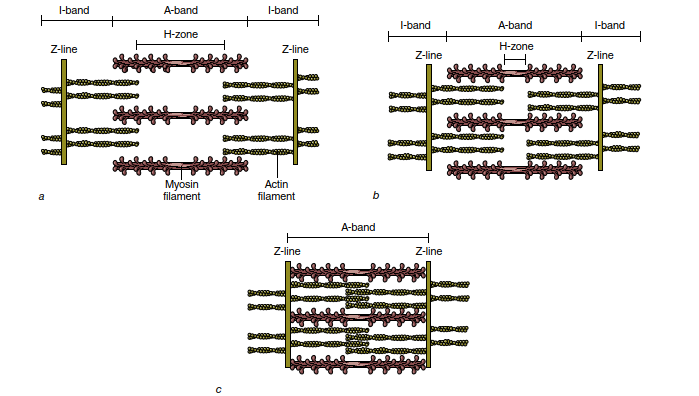 I-band A-band I-band
H-zone
Z-line Z-line
Myosin
filament
Actin
filament
a
I-band A-band I-band
H-zone
Z-line Z-line
b
A-band
Z-line Z-line
c